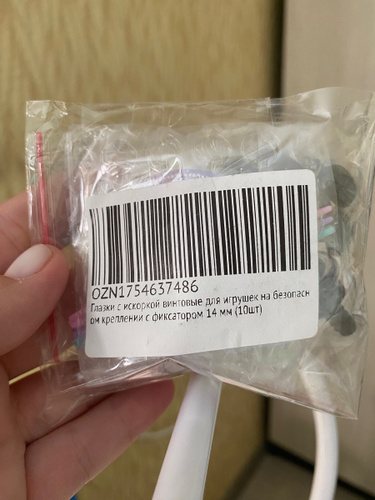 OZN1754637486
Глазки с искоркой винтовые для игрушек на безопасн
ом креплении с фиксатором 14 мм (10шт)